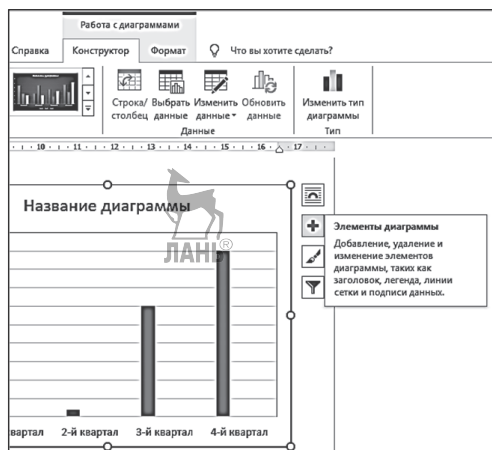 Работа с диаграммами
Справка Конструктор Формат Что вы хотите сделать?
Строка/ столбец Выбрать данные Изменить данные Обновить данные Изменить тип диаграммы
Данные Тип
10 11 12 13 14 15 16 17
Название диаграммы
ЛАНЬ®
Элементы диаграммы
Добавление, удаление и
изменение элементов
диаграммы, таких как
заголовок, легенда, линии
сетки и подписи данных.
вартал 2-й квартал 3-й квартал 4-й квартал